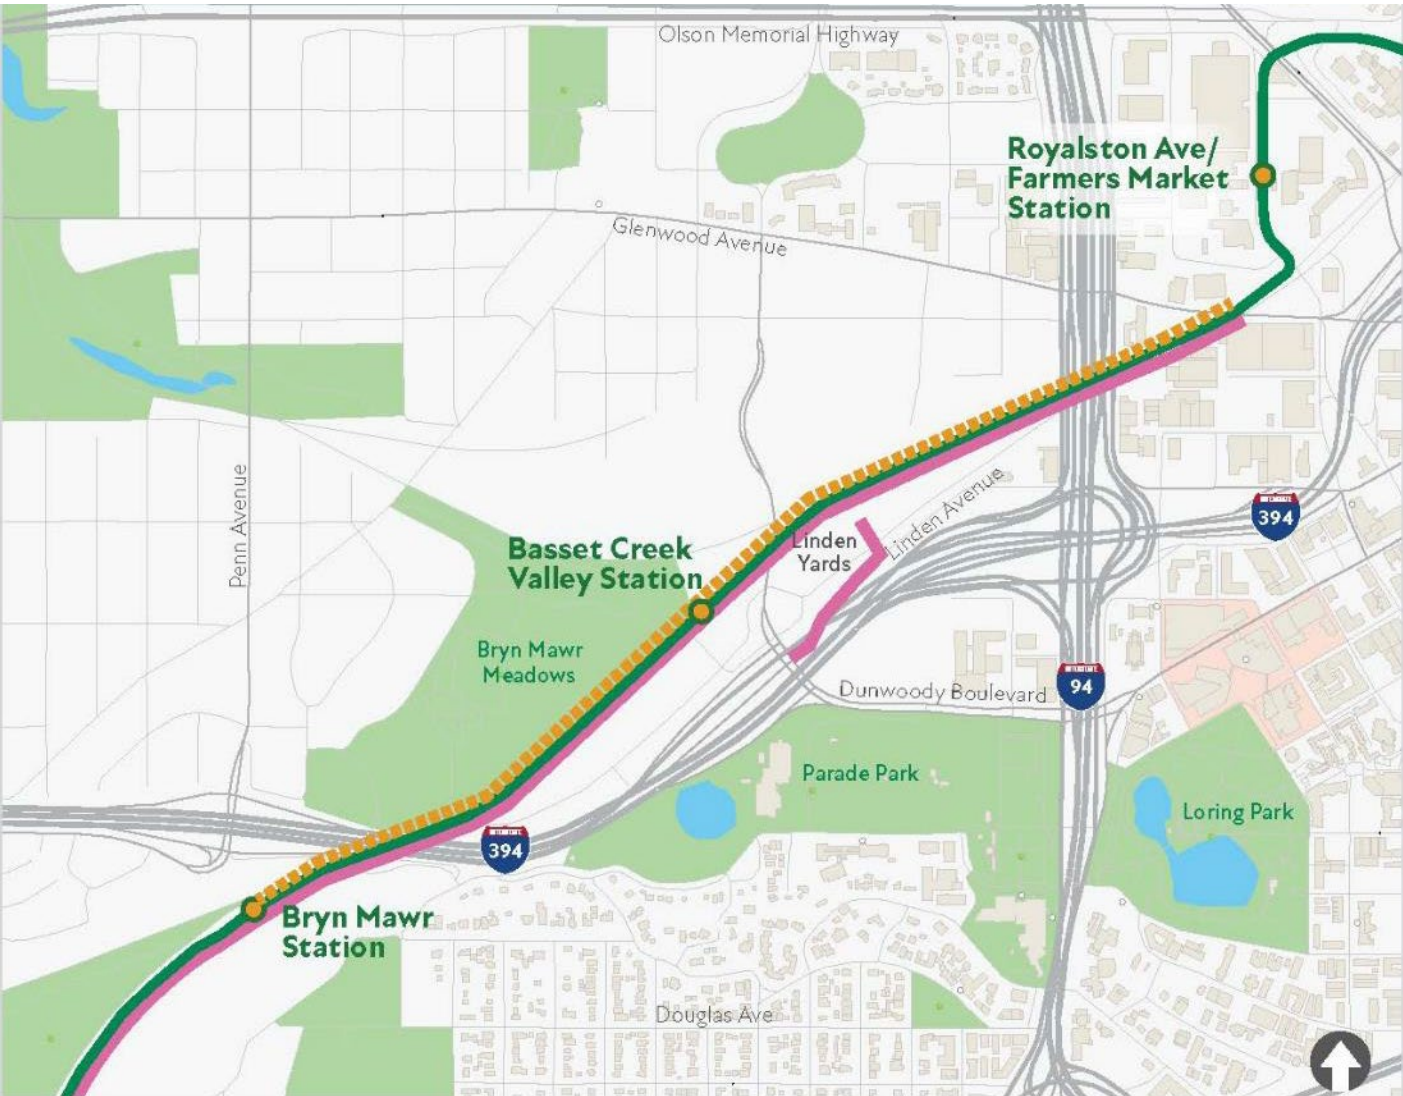 Olson Memorial Highway
Royalston Ave/
Farmers Market
Station
Glenwood Avenue
Penn Avenue
Linden Avenue
394
Linden
Yards
Basset Creek
Valley Station
Bryn Mawr
Meadows
94
Dunwoody Boulevard
Parade Park
Loring Park
394
Bryn Mawr
Station
Douglas Ave